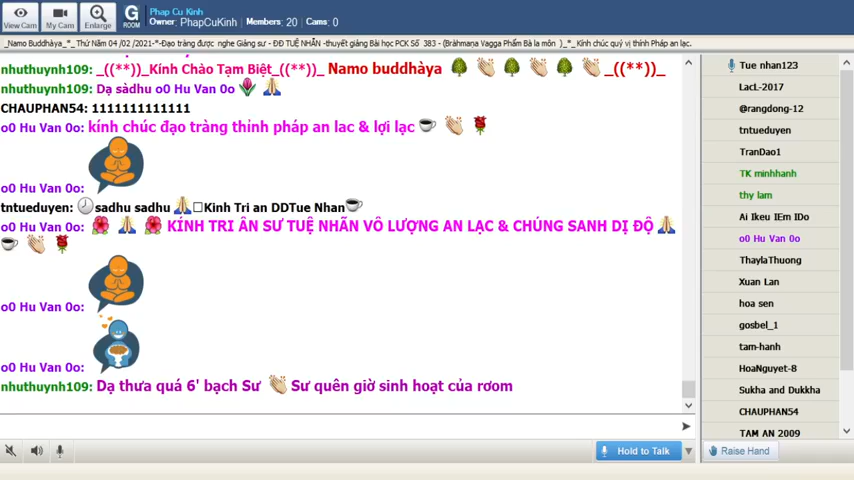 Phap Cu Kinh
Owner: PhapCuKinh Members: 20 Cams: 0
View Cam My Cam Enlarge G ROOM
_Namo Buddhàya_*_ Thứ Năm 04 /02 /2021-*-Đạo tràng được nghe Giảng sư - ĐĐ TUỆ NHÃN -thuyết giảng Bài học PCK Số 383 - (Bràhmaṇa Vagga Phẩm Bà la môn )_*_ Kính chúc quý vị thính Pháp an lạc.
nhuthuynh109: _((**))_Kính Chào Tạm Biệt_((**))_ Namo buddhàya _((**))_
nhuthuynh109: Dạ sàdhu o0 Hu Van 0o
CHAUPHAN54: 1111111111111
o0 Hu Van 0o: kính chúc đạo tràng thỉnh pháp an lac & lợi lạc
o0 Hu Van 0o:
tntueduyen: sadhu sadhu Kinh Tri an DDTue Nhan
o0 Hu Van 0o: KÍNH TRI ÂN SƯ TUỆ NHÃN VÔ LƯỢNG AN LẠC & CHÚNG SANH DỊ ĐỘ
o0 Hu Van 0o:
o0 Hu Van 0o:
nhuthuynh109: Dạ thưa quá 6' bạch Sư Sư quên giờ sinh hoạt của rơom
Hold to Talk
Tue nhan123
LacL-2017
@rangdong-12
tntueduyen
TranDao1
TK minhhanh
thy lam
Ai Ikeu IEm IDo
o0 Hu Van 0o
ThaylaThuong
Xuan Lan
hoa sen
gosbel_1
tam-hanh
HoaNguyet-8
Sukha and Dukkha
CHAUPHAN54
TAM AN 2009
Raise Hand